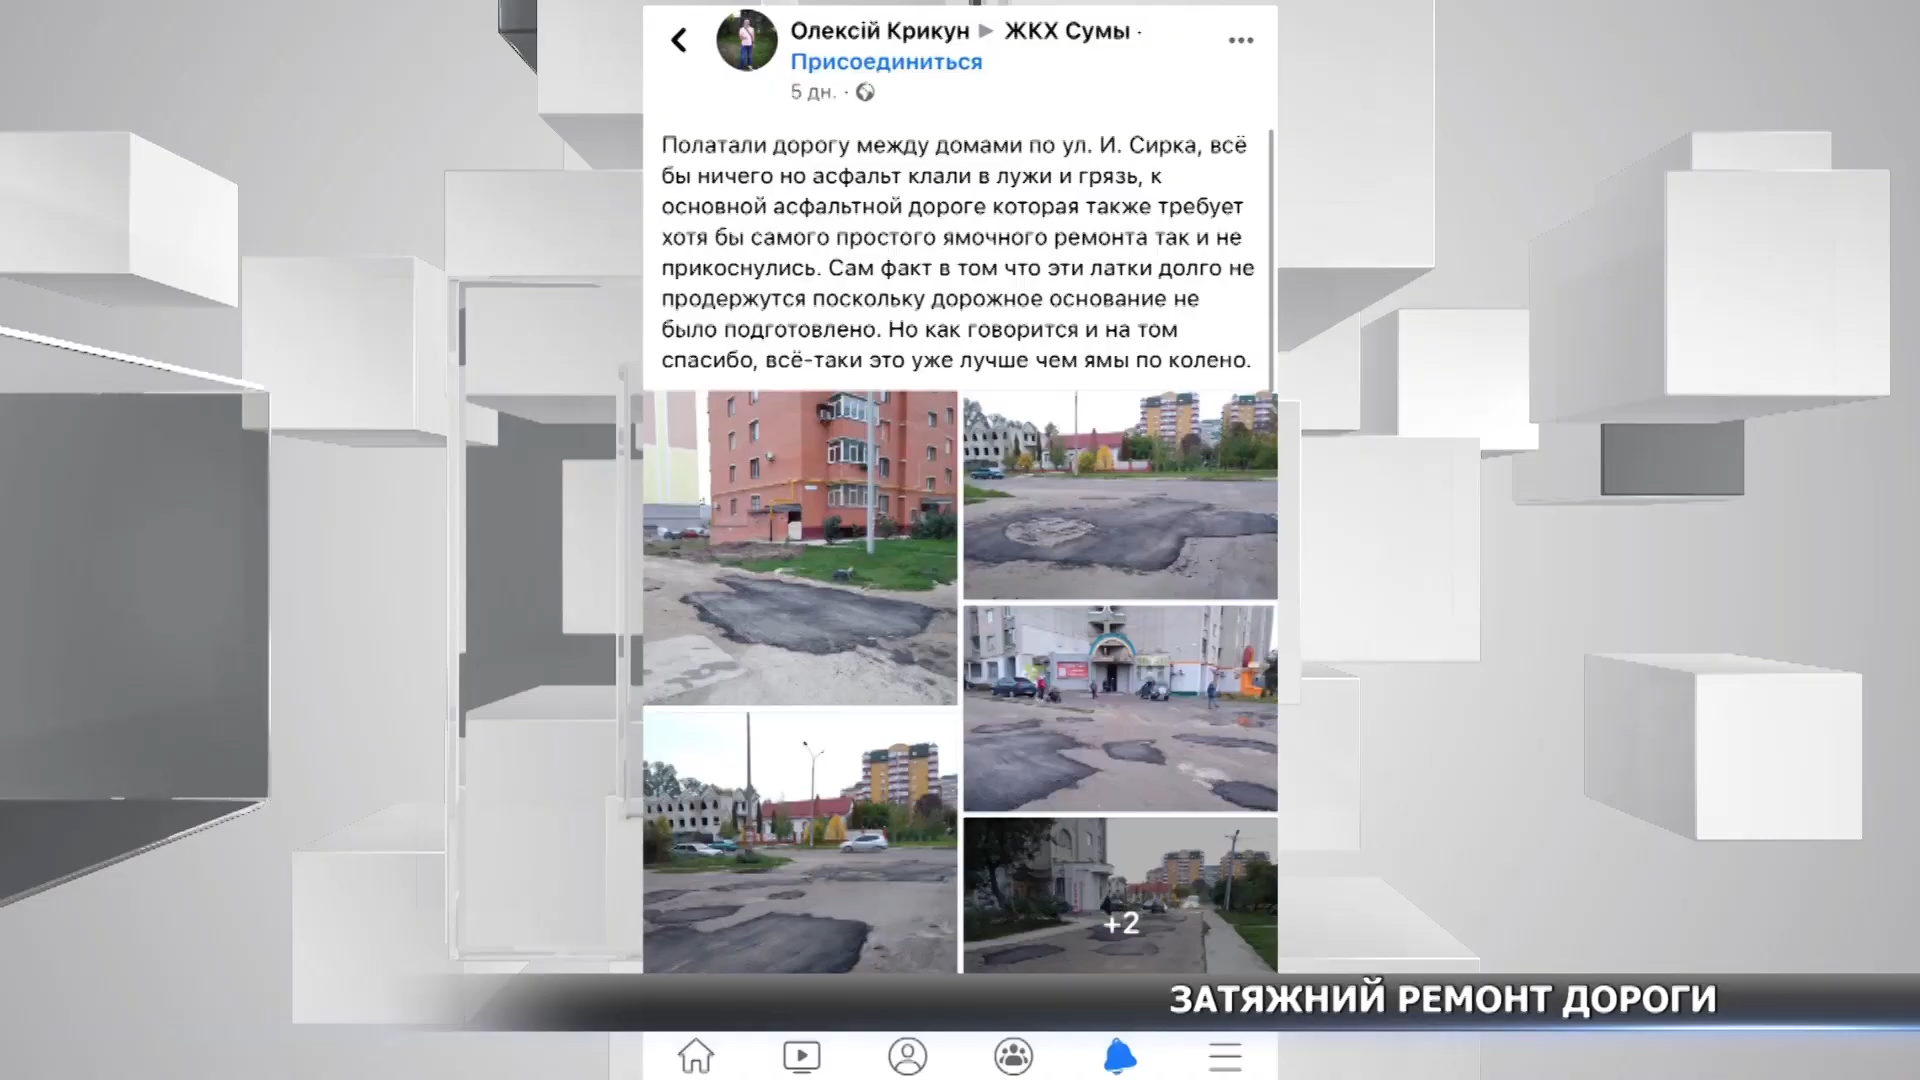 Олексій Крикун ▸ ЖКХ Сумы ·
Присоединиться
5 дн. ·
Полатали дорогу между домами по ул. И. Сирка, всё
бы ничего но асфальт клали в лужи и грязь, к
основной асфальтной дороге которая также требует
хотя бы самого простого ямочного ремонта так и не
прикоснулись. Сам факт в том что эти латки долго не
продержутся поскольку дорожное основание не
было подготовлено. Но как говорится и на том
спасибо, всё-таки это уже лучше чем ямы по колено.
+2
ЗАТЯЖНИЙ РЕМОНТ ДОРОГИ